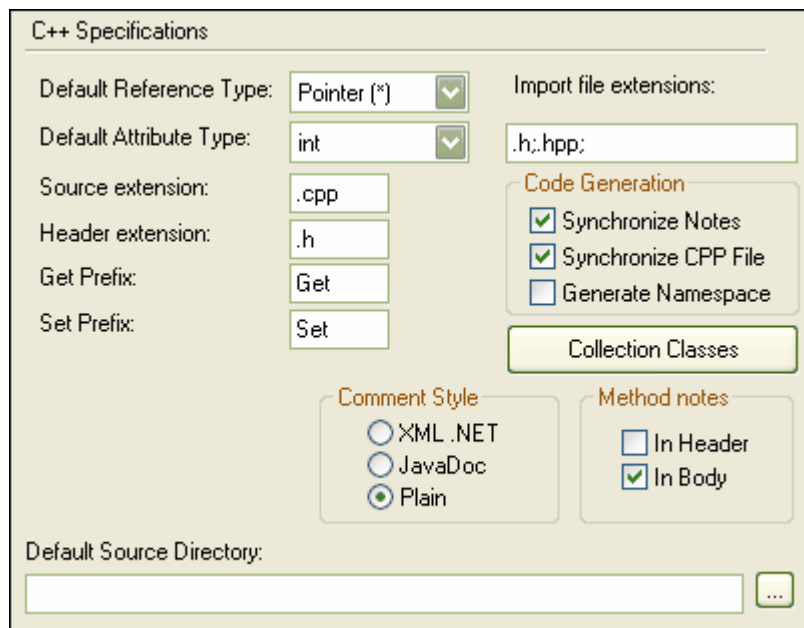 C++ Specifications
Default Reference Type: Pointer (*)
Import file extensions:
Default Attribute Type: int
.h;.hpp;
Source extension: .cpp
Header extension: .h
Get Prefix: Get
Set Prefix: Set
Code Generation
Synchronize Notes
Synchronize CPP File
Generate Namespace
Collection Classes
Comment Style
XML .NET
JavaDoc
Plain
Method notes
In Header
In Body
Default Source Directory:
...